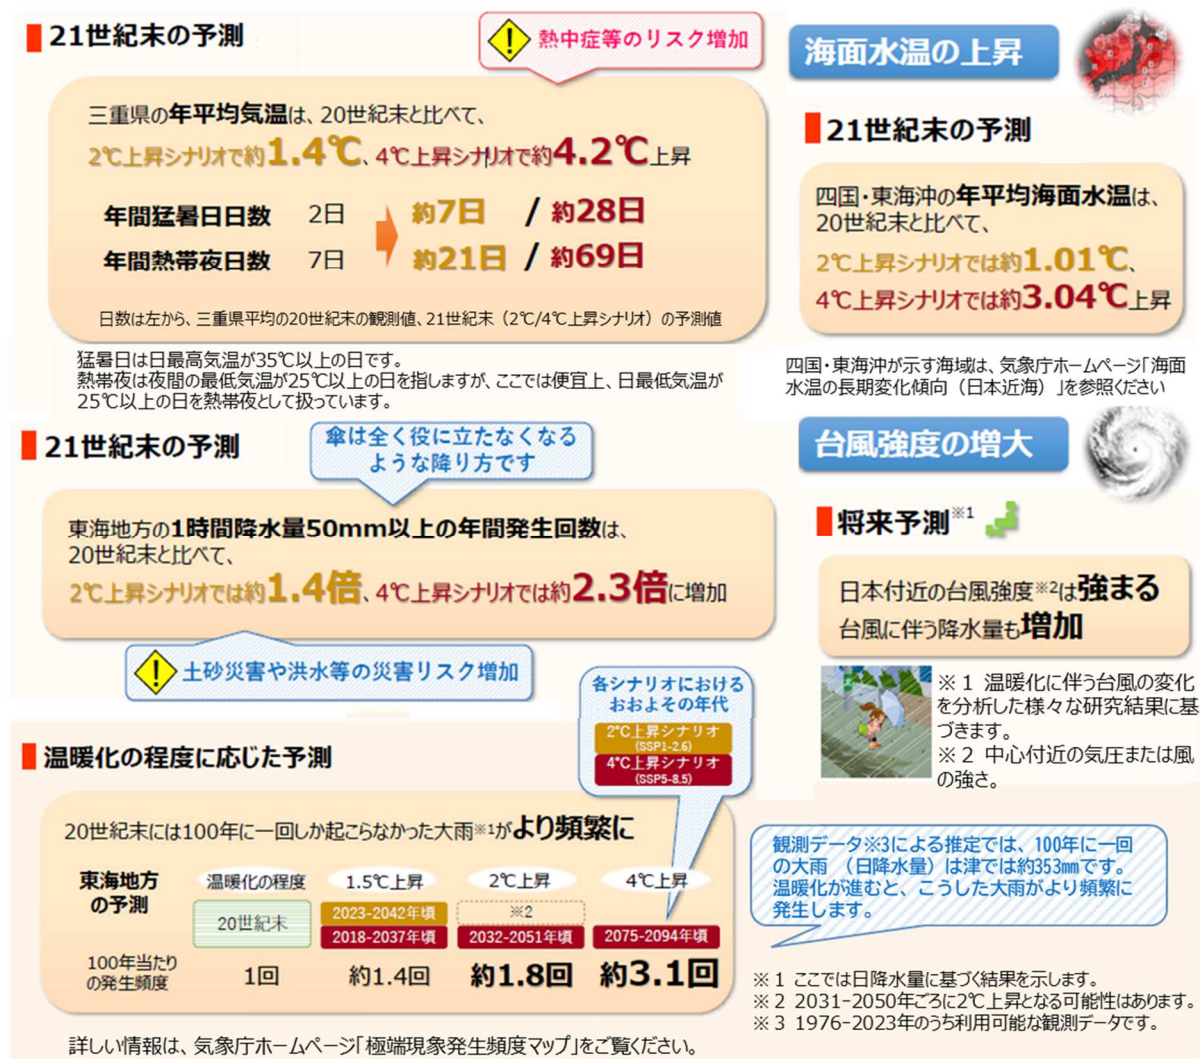 21世紀末の予測
熱中症等のリスク増加
三重県の年平均気温は、20世紀末と比べて、
2℃上昇シナリオで約1.4℃、4℃上昇シナリオで約4.2℃上昇
年間猛暑日日数 2日 約7日 / 約28日
年間熱帯夜日数 7日 約21日 / 約69日
日数は左から、三重県平均の20世紀末の観測値、21世紀末（2℃/4℃上昇シナリオ）の予測値
猛暑日は日最高気温が35℃以上の日です。
熱帯夜は夜間の最低気温が25℃以上の日を指しますが、ここでは便宜上、日最低気温が
25℃以上の日を熱帯夜として扱っています。
海面水温の上昇
21世紀末の予測
四国・東海沖の年平均海面水温は、
20世紀末と比べて、
2℃上昇シナリオでは約1.01℃、
4℃上昇シナリオでは約3.04℃上昇
四国・東海沖が示す海域は、気象庁ホームページ「海面
水温の長期変化傾向（日本近海）」を参照ください
21世紀末の予測
傘は全く役に立たなくなる
ような降り方です
東海地方の1時間降水量50mm以上の年間発生回数は、
20世紀末と比べて、
2℃上昇シナリオでは約1.4倍、4℃上昇シナリオでは約2.3倍に増加
土砂災害や洪水等の災害リスク増加
台風強度の増大
将来予測※1
日本付近の台風強度※2は強まる
台風に伴う降水量も増加
※1 温暖化に伴う台風の変化
を分析した様々な研究結果に基
づきます。
※2 中心付近の気圧または風
の強さ。
温暖化の程度に応じた予測
各シナリオにおける
おおよその年代
2℃上昇シナリオ
(SSP1-2.6)
4℃上昇シナリオ
(SSP5-8.5)
20世紀末には100年に一回しか起こらなかった大雨※1がより頻繁に
東海地方
の予測
温暖化の程度 1.5℃上昇 2℃上昇 4℃上昇
20世紀末
2023-2042年頃 ※2
2018-2037年頃 2032-2051年頃 2075-2094年頃
100年当たり
の発生頻度
1回 約1.4回 約1.8回 約3.1回
詳しい情報は、気象庁ホームページ「極端現象発生頻度マップ」をご覧ください。
観測データ※3による推定では、100年に一回
の大雨 （日降水量）は津では約353㎜です。
温暖化が進むと、こうした大雨がより頻繁に
発生します。
※1 ここでは日降水量に基づく結果を示します。
※2 2031-2050年ごろに2℃上昇となる可能性はあります。
※3 1976-2023年のうち利用可能な観測データです。